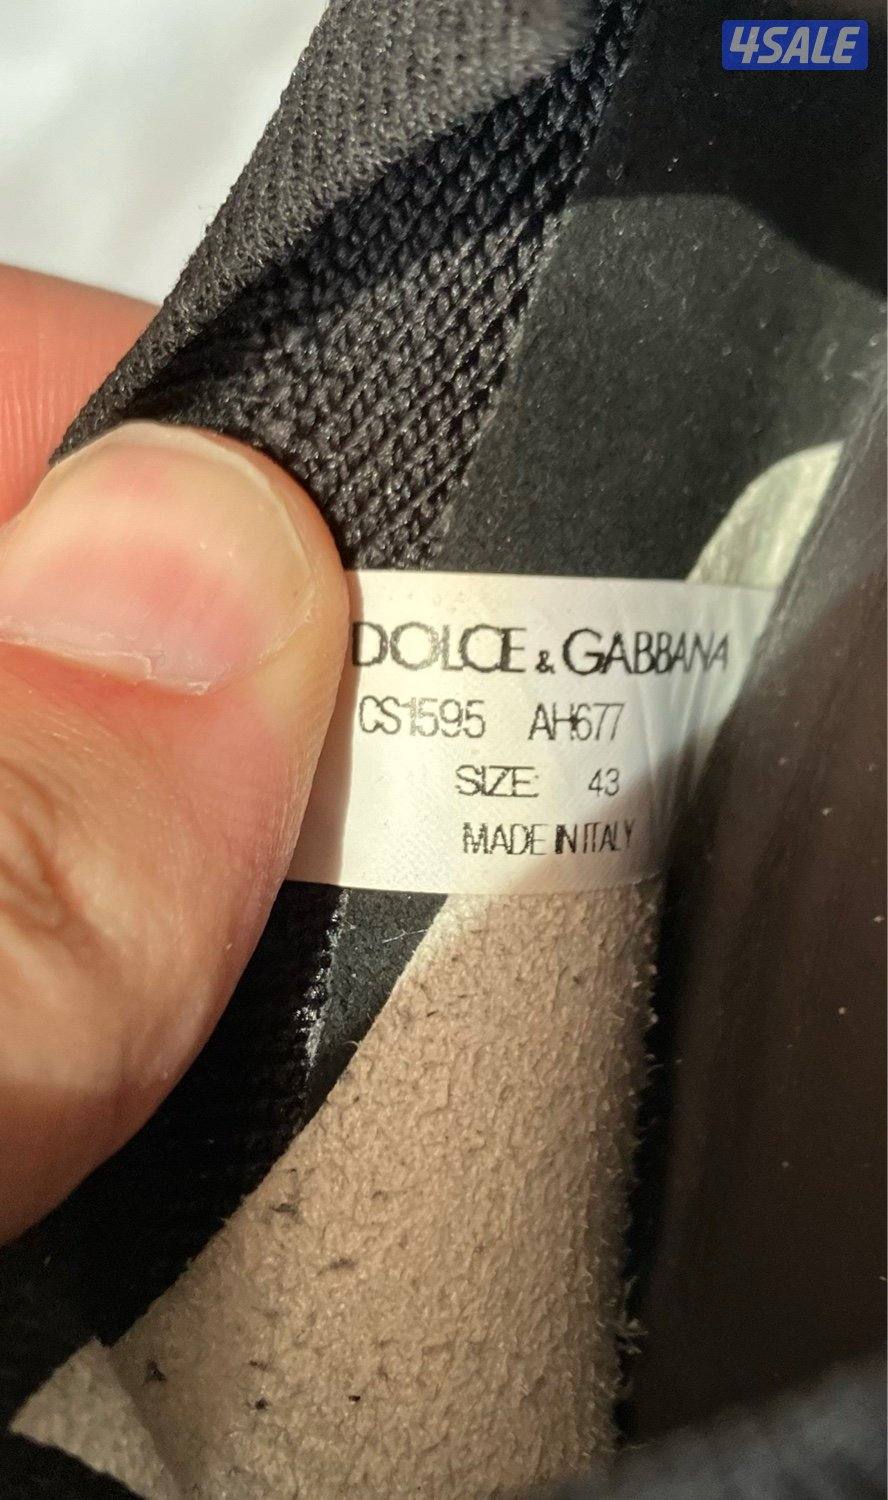 4SALE
DOLCE & GABBANA
CS1595 AH677
SIZE: 43
MADE IN ITALY